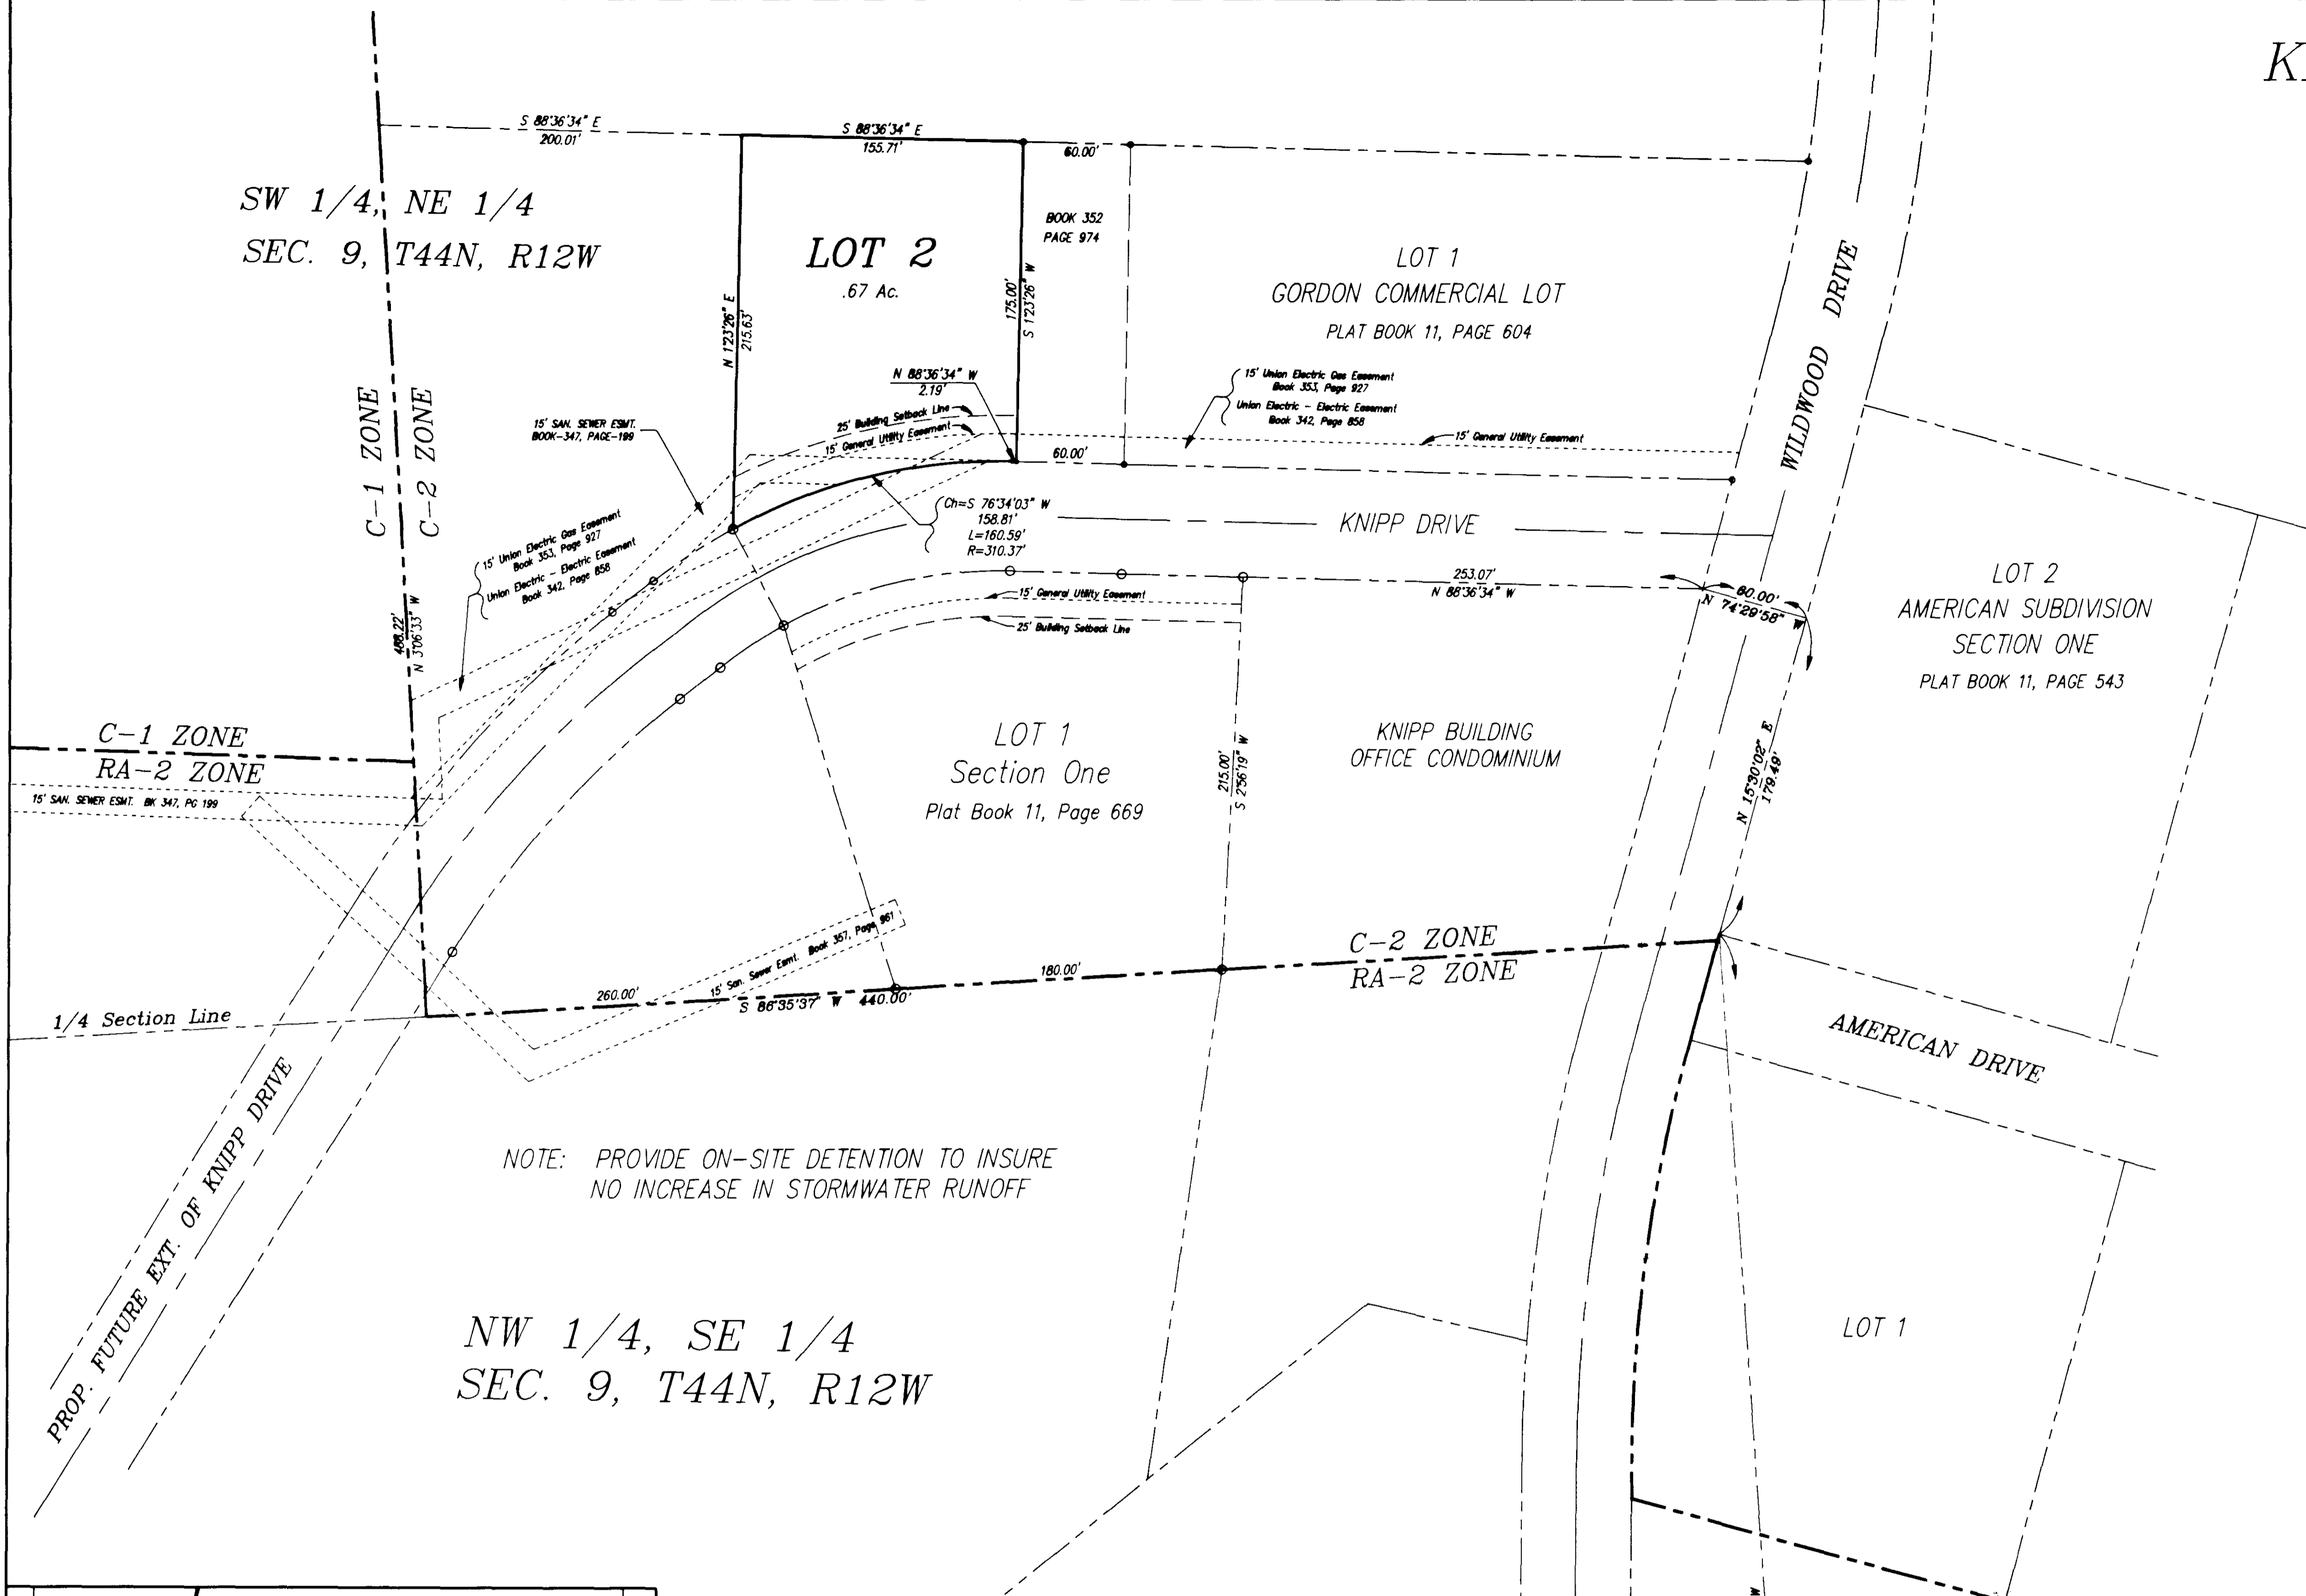 K
S 88°36'34" E
200.01'
S 88°36'34" E
155.71'
60.00'
SW 1/4, NE 1/4
SEC. 9, T44N, R12W
LOT 2
.67 Ac.
BOOK 352
PAGE 974
LOT 1
GORDON COMMERCIAL LOT
PLAT BOOK 11, PAGE 604
WILDWOOD DRIVE
N 1°23'26" E
215.63'
175.00'
S 1°23'26" W
N 88°36'34" W
2.19'
15' Union Electric Gas Easement
Book 353, Page 927
Union Electric - Electric Easement
Book 342, Page 858
C-1 ZONE
C-2 ZONE
15' SAN. SEWER ESMT.
BOOK-347, PAGE-199
25' Building Setback Line
15' General Utility Easement
15' General Utility Easement
60.00'
Ch=S 76°34'03" W
158.81'
L=160.59'
R=310.37'
KNIPP DRIVE
15' Union Electric Gas Easement
Book 353, Page 927
Union Electric - Electric Easement
Book 342, Page 858
253.07'
N 88°36'34" W
60.00'
N 74°29'58" W
15' General Utility Easement
25' Building Setback Line
LOT 2
AMERICAN SUBDIVISION
SECTION ONE
PLAT BOOK 11, PAGE 543
488.22'
N 3°06'33" W
C-1 ZONE
RA-2 ZONE
15' SAN. SEWER ESMT. BK 347, PG 199
LOT 1
Section One
Plat Book 11, Page 669
215.00'
S 2°56'19" W
KNIPP BUILDING
OFFICE CONDOMINIUM
N 15°30'02" E
179.49'
15' San. Sewer Esmt. Book 357, Page 961
C-2 ZONE
RA-2 ZONE
260.00'
180.00'
S 86°35'37" W 440.00'
1/4 Section Line
AMERICAN DRIVE
PROP. FUTURE EXT. OF KNIPP DRIVE
NOTE: PROVIDE ON-SITE DETENTION TO INSURE
NO INCREASE IN STORMWATER RUNOFF
NW 1/4, SE 1/4
SEC. 9, T44N, R12W
LOT 1
W